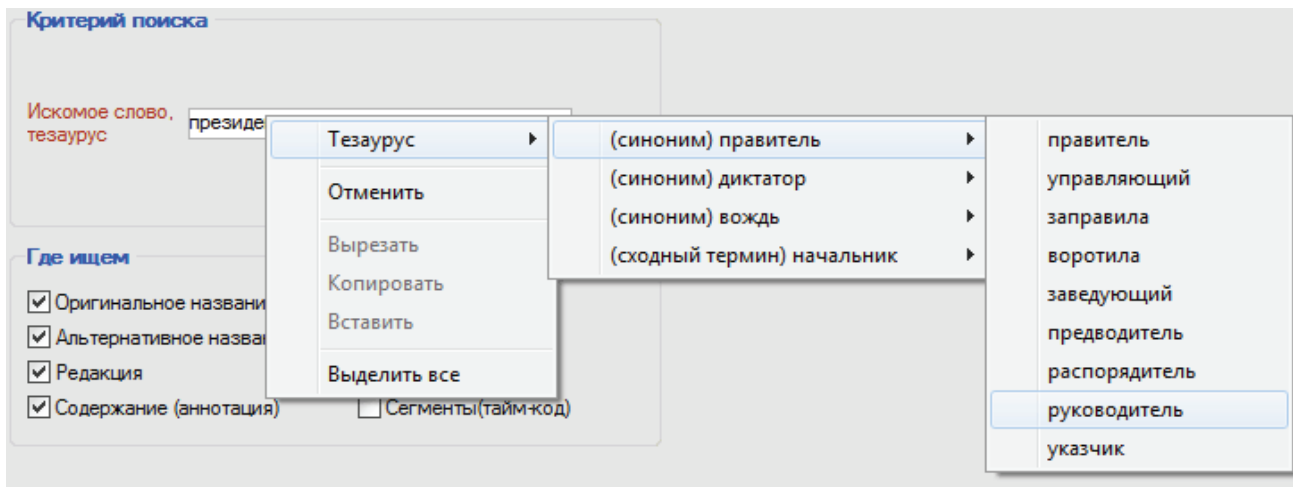 Критерий поиска
Искомое слово,
тезаурус
президе
Тезаурус
Отменить
Вырезать
Копировать
Вставить
Выделить все
(синоним) правитель
(синоним) диктатор
(синоним) вождь
(сходный термин) начальник
правитель
управляющий
заправила
воротила
заведующий
предводитель
распорядитель
руководитель
указчик
Где ищем
Оригинальное названи
Альтернативное назва
Редакция
Содержание (аннотация)
Сегменты(тайм-код)